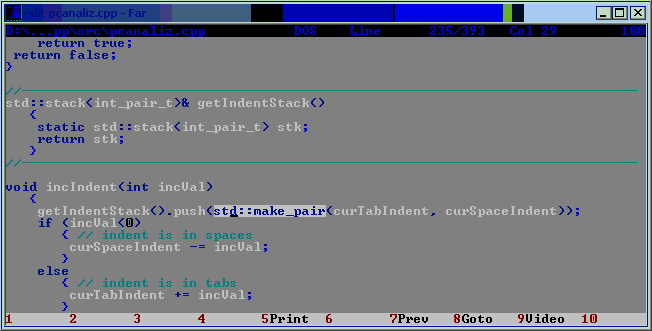 pcanaliz.cpp - Far
D:\...pp\src\pcanaliz.cpp DOS Line 235/393 Col 29 100
return true;
return false;
}
//
std::stack<int_pair_t>& getIndentStack()
{
static std::stack<int_pair_t> stk;
return stk;
}
//
void incIndent(int incVal)
{
getIndentStack().push(std::make_pair(curTabIndent, curSpaceIndent));
if (incVal<0)
{ // indent is in spaces
curSpaceIndent -= incVal;
}
else
{ // indent is in tabs
curTabIndent += incVal;
}
1 2 3 4 5Print 6 7Prev 8Goto 9Video 10